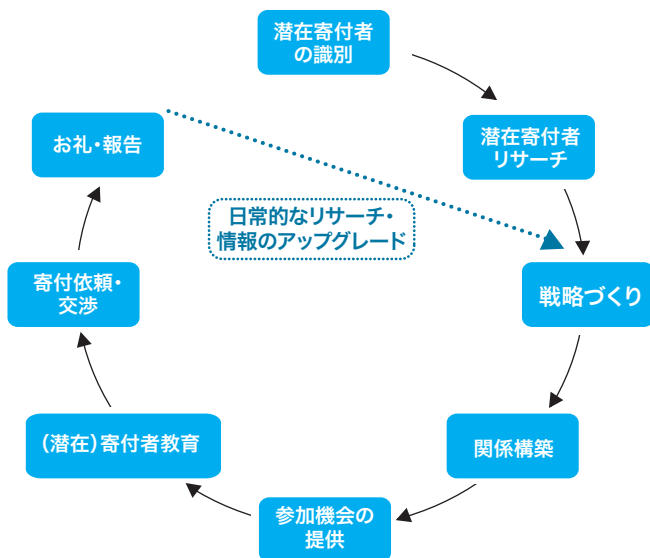 潜在寄付者
の識別
潜在寄付者
リサーチ
戦略づくり
関係構築
参加機会の
提供
(潜在)寄付者教育
寄付依頼・
交渉
お礼・報告
日常的なリサーチ・
情報のアップグレード